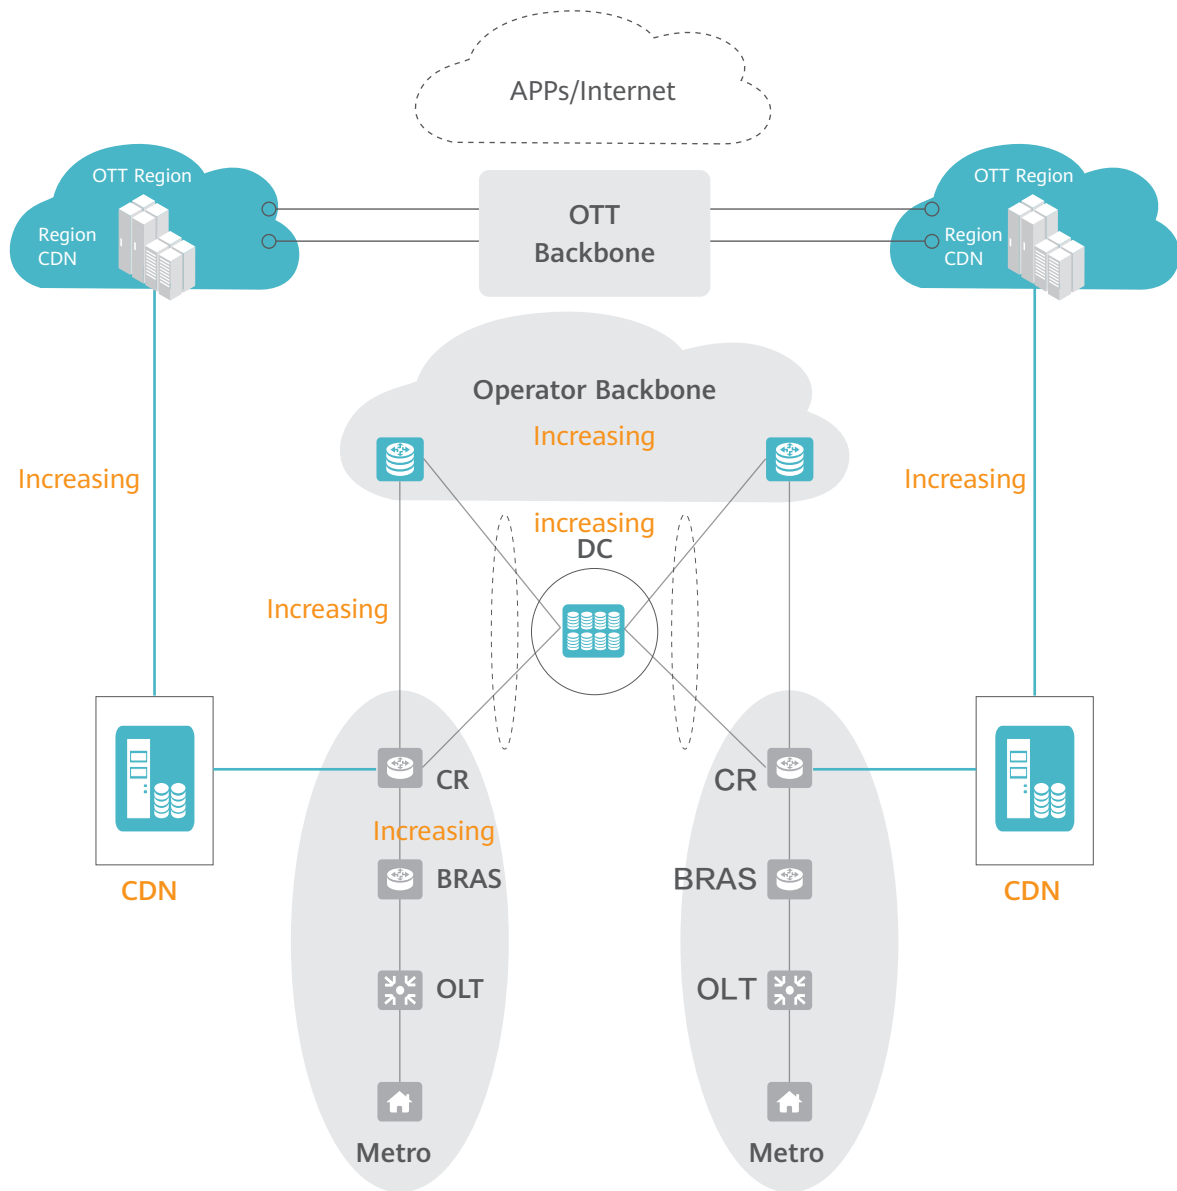 APPs/Internet
OTT Region
Region
CDN
OTT
Backbone
OTT Region
Region
CDN
Operator Backbone
Increasing
Increasing
Increasing
increasing
DC
Increasing
CR
CR
Increasing
BRAS
BRAS
CDN
CDN
OLT
OLT
Metro
Metro